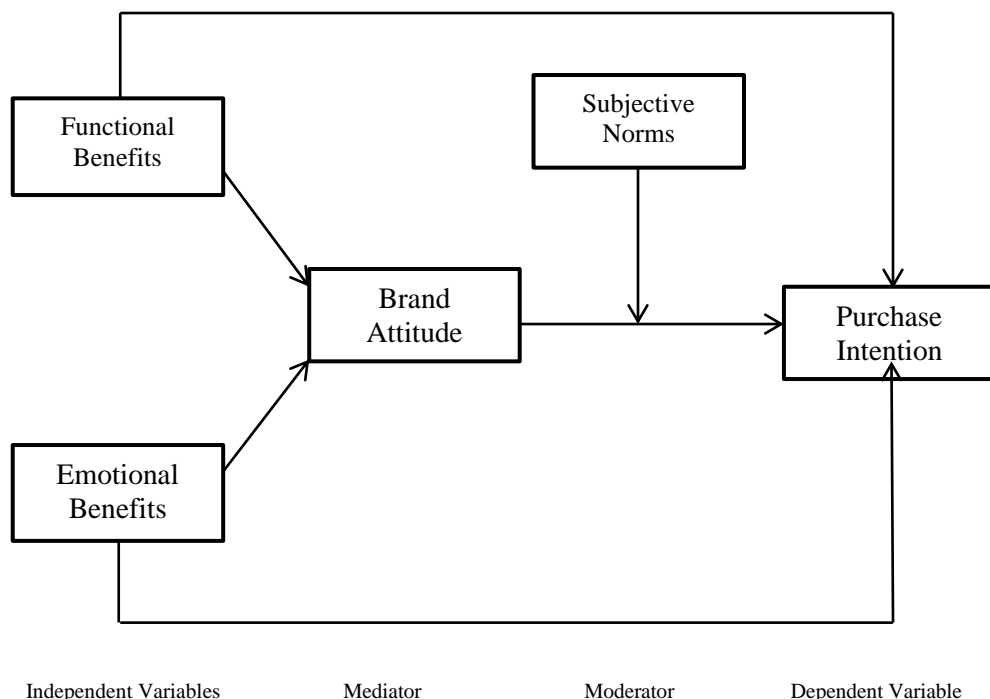 Functional
Benefits
Subjective
Norms
Brand
Attitude
Purchase
Intention
Emotional
Benefits
Independent Variables
Mediator
Moderator
Dependent Variable